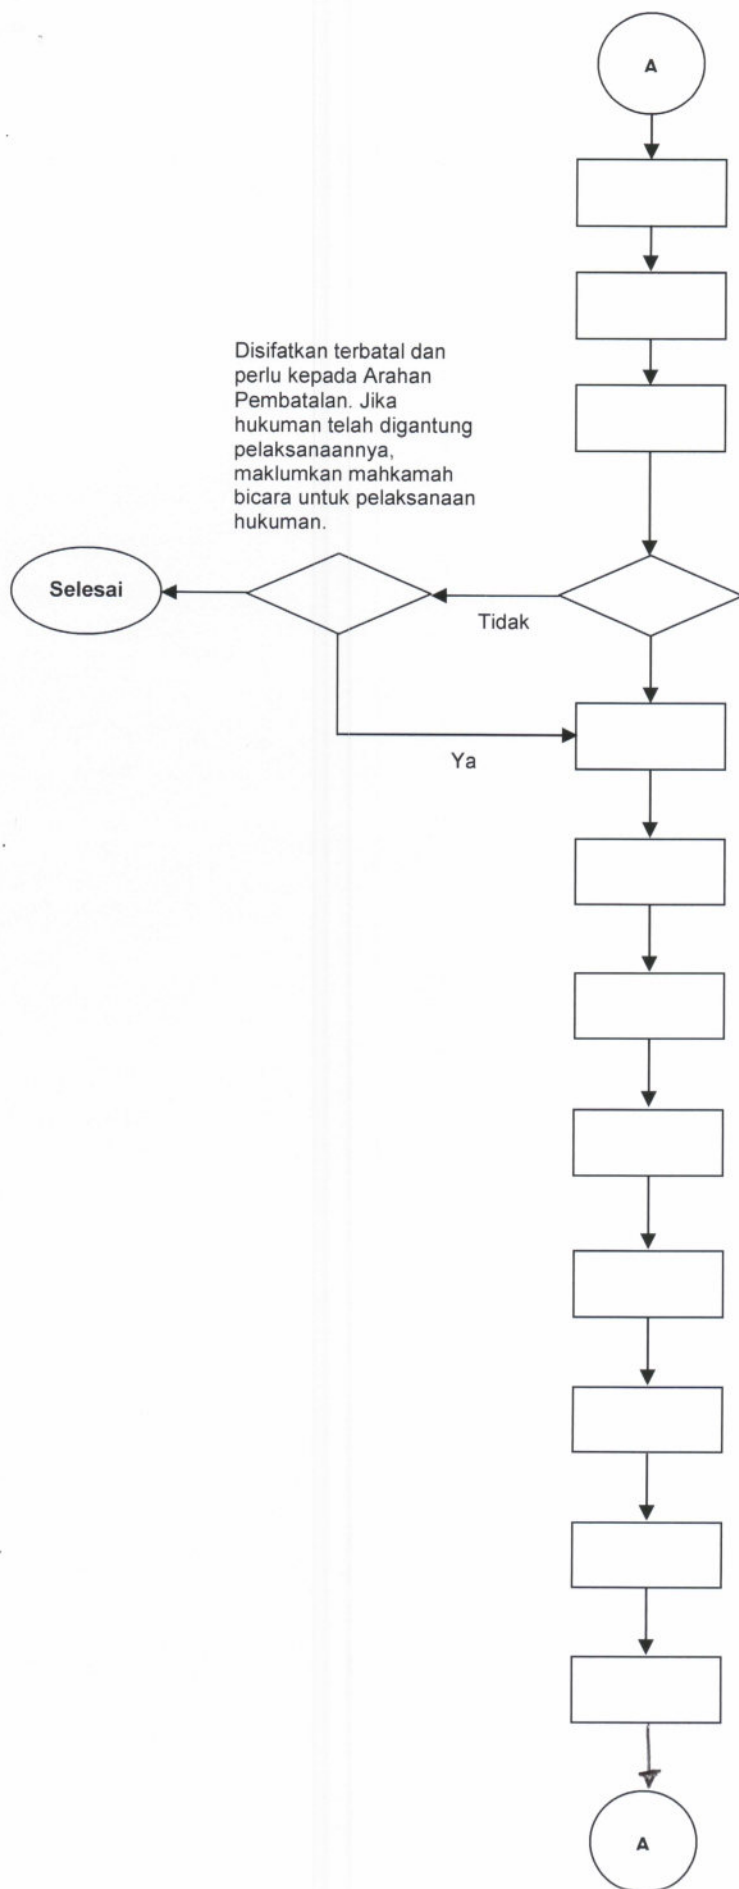 A
Disifatkan terbatal dan
perlu kepada Arahan
Pembatalan. Jika
hukuman telah digantung
pelaksanaannya,
maklumkan mahkamah
bicara untuk pelaksanaan
hukuman.
Selesai
Tidak
Ya
A